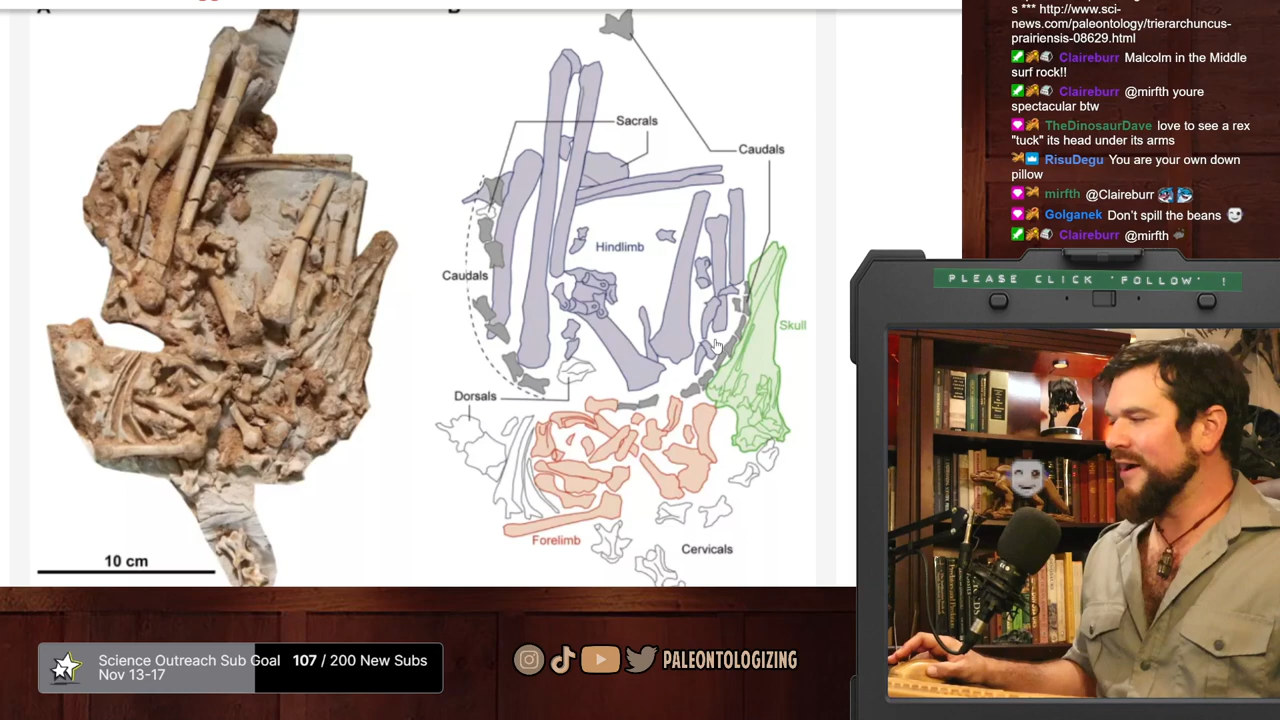 Sacrals
Caudals
Hindlimb
Caudals
Skull
Dorsals
Forelimb
Cervicals
10 cm
s *** http://www.sci-
news.com/paleontology/trierarchuncus-
prairiensis-08629.html
Claireburr Malcolm in the Middle
surf rock!!
Claireburr @mirfth youre
spectacular btw
TheDinosaurDave love to see a rex
"tuck" its head under its arms
RisuDegu You are your own down
pillow
mirfth @Claireburr
Golganek Don't spill the beans
Claireburr @mirfth
PLEASE CLICK 'FOLLOW' !
Science Outreach Sub Goal 107 / 200 New Subs
Nov 13-17
PALEONTOLOGIZING